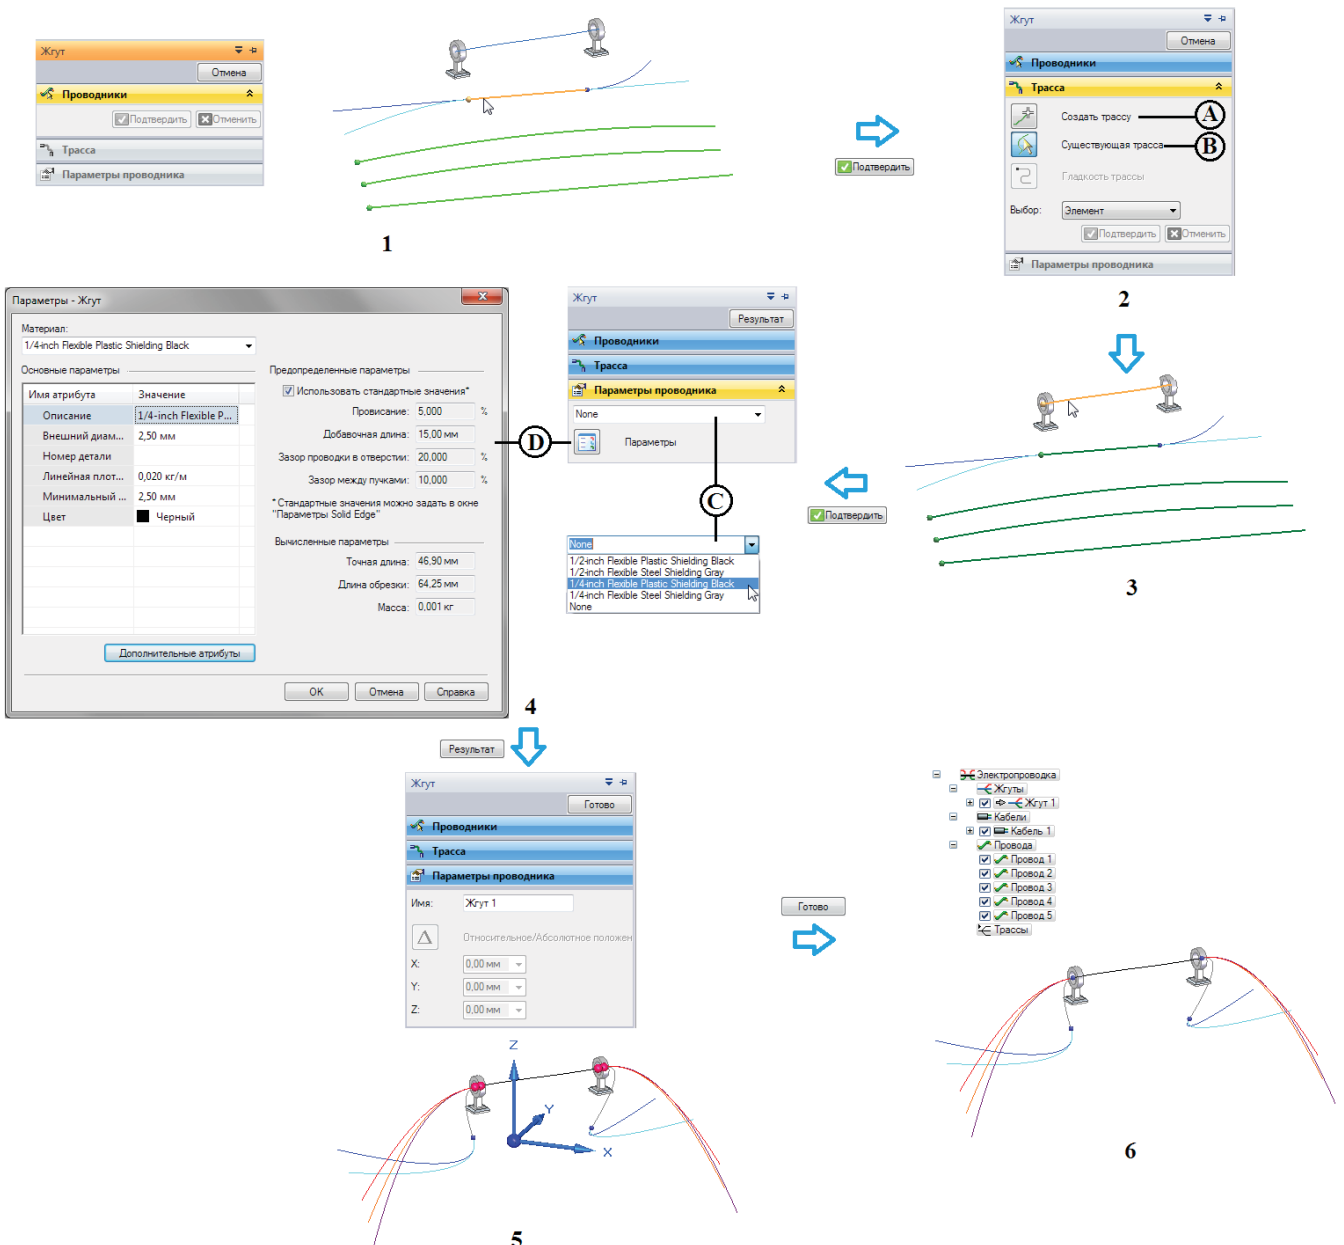 Жгут
Отмена
Проводники
Подтвердить
Отменить
Трасса
Параметры проводника
1
Подтвердить
Жгут
Отмена
Проводники
Трасса
Создать трассу
A
Существующая трасса
B
Гладкость трассы
Выбор: Элемент
Подтвердить
Отменить
Параметры проводника
2
3
Подтвердить
Жгут
Результат
Проводники
Трасса
Параметры проводника
None
Параметры
D
C
None
1/2-inch Flexible Plastic Shielding Black
1/2-inch Flexible Steel Shielding Gray
1/4-inch Flexible Plastic Shielding Black
1/4-inch Flexible Steel Shielding Gray
None
Параметры - Жгут
Материал:
1/4-inch Flexible Plastic Shielding Black
Основные параметры
Имя атрибута Значение
Описание 1/4-inch Flexible P...
Внешний диам... 2,50 мм
Номер детали
Линейная плот... 0,020 кг/м
Минимальный ... 2,50 мм
Цвет Черный
Дополнительные атрибуты
Предопределенные параметры
Использовать стандартные значения*
Провисание: 5,000 %
Добавочная длина: 15,00 мм
Зазор проводки в отверстии: 20,000 %
Зазор между пучками: 10,000 %
* Стандартные значения можно задать в окне
"Параметры Solid Edge"
Вычисленные параметры
Точная длина: 46,90 мм
Длина обрезки: 64,25 мм
Масса: 0,001 кг
OK
Отмена
Справка
4
Результат
Жгут
Готово
Проводники
Трасса
Параметры проводника
Имя: Жгут 1
Относительное/Абсолютное положен
X: 0,00 мм
Y: 0,00 мм
Z: 0,00 мм
Z
Y
X
5
Готово
Электропроводка
Жгуты
Жгут 1
Кабели
Кабель 1
Провода
Провод 1
Провод 2
Провод 3
Провод 4
Провод 5
Трассы
6